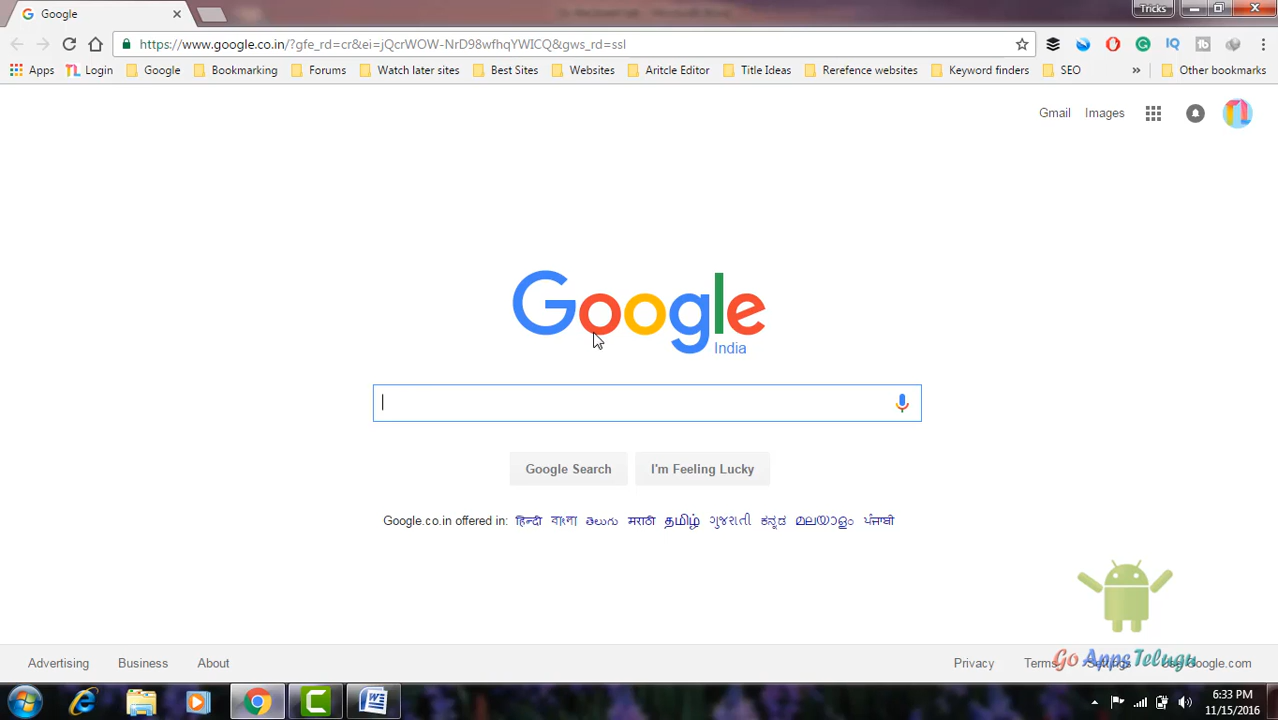 Google
Tricks
https://www.google.co.in/?gfe_rd=cr&ei=jQcrWOW-NrD98wfhqYWICQ&gws_rd=ssl
Apps TL Login Google Bookmarking Forums Watch later sites Best Sites Websites Aritcle Editor Title Ideas Rerefence websites Keyword finders SEO » Other bookmarks
Gmail Images
Google
India
Google Search I'm Feeling Lucky
Google.co.in offered in: हिन्दी বাংলা తెలుగు मराठी தமிழ் ગુજરાતી ಕನ್ನಡ മലയാളം ਪੰਜਾਬੀ
Advertising Business About Privacy Terms Settings Use Google.com
Go Apps Telugu
6:33 PM
11/15/2016